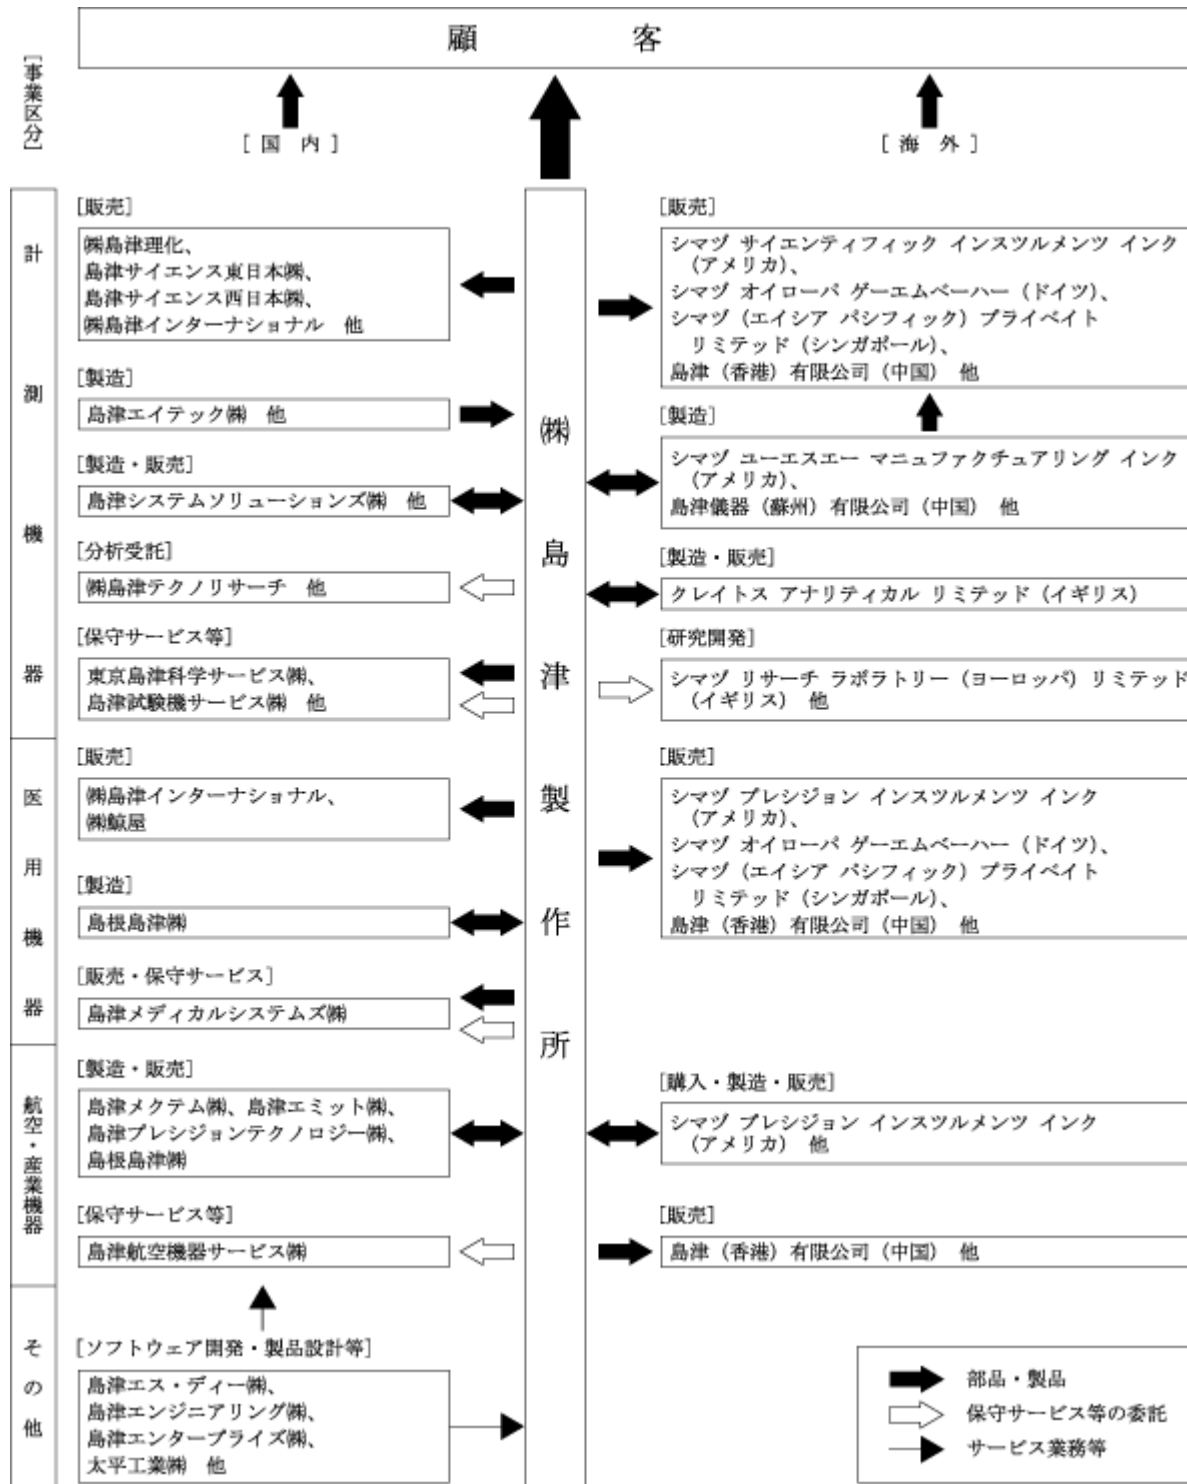 顧客
[事業区分]
[国内]
[海外]
計測機器
[販売]
㈱島津理化、
島津サイエンス東日本㈱、
島津サイエンス西日本㈱、
㈱島津インターナショナル 他
[製造]
島津エイテック㈱ 他
[製造・販売]
島津システムソリューションズ㈱ 他
[分析受託]
㈱島津テクノリサーチ 他
[保守サービス等]
東京島津科学サービス㈱、
島津試験機サービス㈱ 他
医用機器
[販売]
㈱島津インターナショナル、
㈱鯨屋
[製造]
島根島津㈱
[販売・保守サービス]
島津メディカルシステムズ㈱
航空・産業機器
[製造・販売]
島津メクテム㈱、島津エミット㈱、
島津プレシジョンテクノロジー㈱、
島根島津㈱
[保守サービス等]
島津航空機器サービス㈱
その他
[ソフトウェア開発・製品設計等]
島津エス・ディー㈱、
島津エンジニアリング㈱、
島津エンタープライズ㈱、
太平工業㈱ 他
㈱島津製作所
[販売]
シマヅ サイエンティフィック インスツルメンツ インク
(アメリカ)、
シマヅ オイローパ ゲーエムベーハー (ドイツ)、
シマヅ (エイシア パシフィック) プライベイト
リミテッド (シンガポール)、
島津 (香港) 有限公司 (中国) 他
[製造]
シマヅ ユーエスエー マニュファクチュアリング インク
(アメリカ)、
島津儀器 (蘇州) 有限公司 (中国) 他
[製造・販売]
クレイトス アナリティカル リミテッド (イギリス)
[研究開発]
シマヅ リサーチ ラボラトリー (ヨーロッパ) リミテッド
(イギリス) 他
[販売]
シマヅ プレシジョン インスツルメンツ インク
(アメリカ)、
シマヅ オイローパ ゲーエムベーハー (ドイツ)、
シマヅ (エイシア パシフィック) プライベイト
リミテッド (シンガポール)、
島津 (香港) 有限公司 (中国) 他
[購入・製造・販売]
シマヅ プレシジョン インスツルメンツ インク
(アメリカ) 他
[販売]
島津 (香港) 有限公司 (中国) 他
部品・製品
保守サービス等の委託
サービス業務等